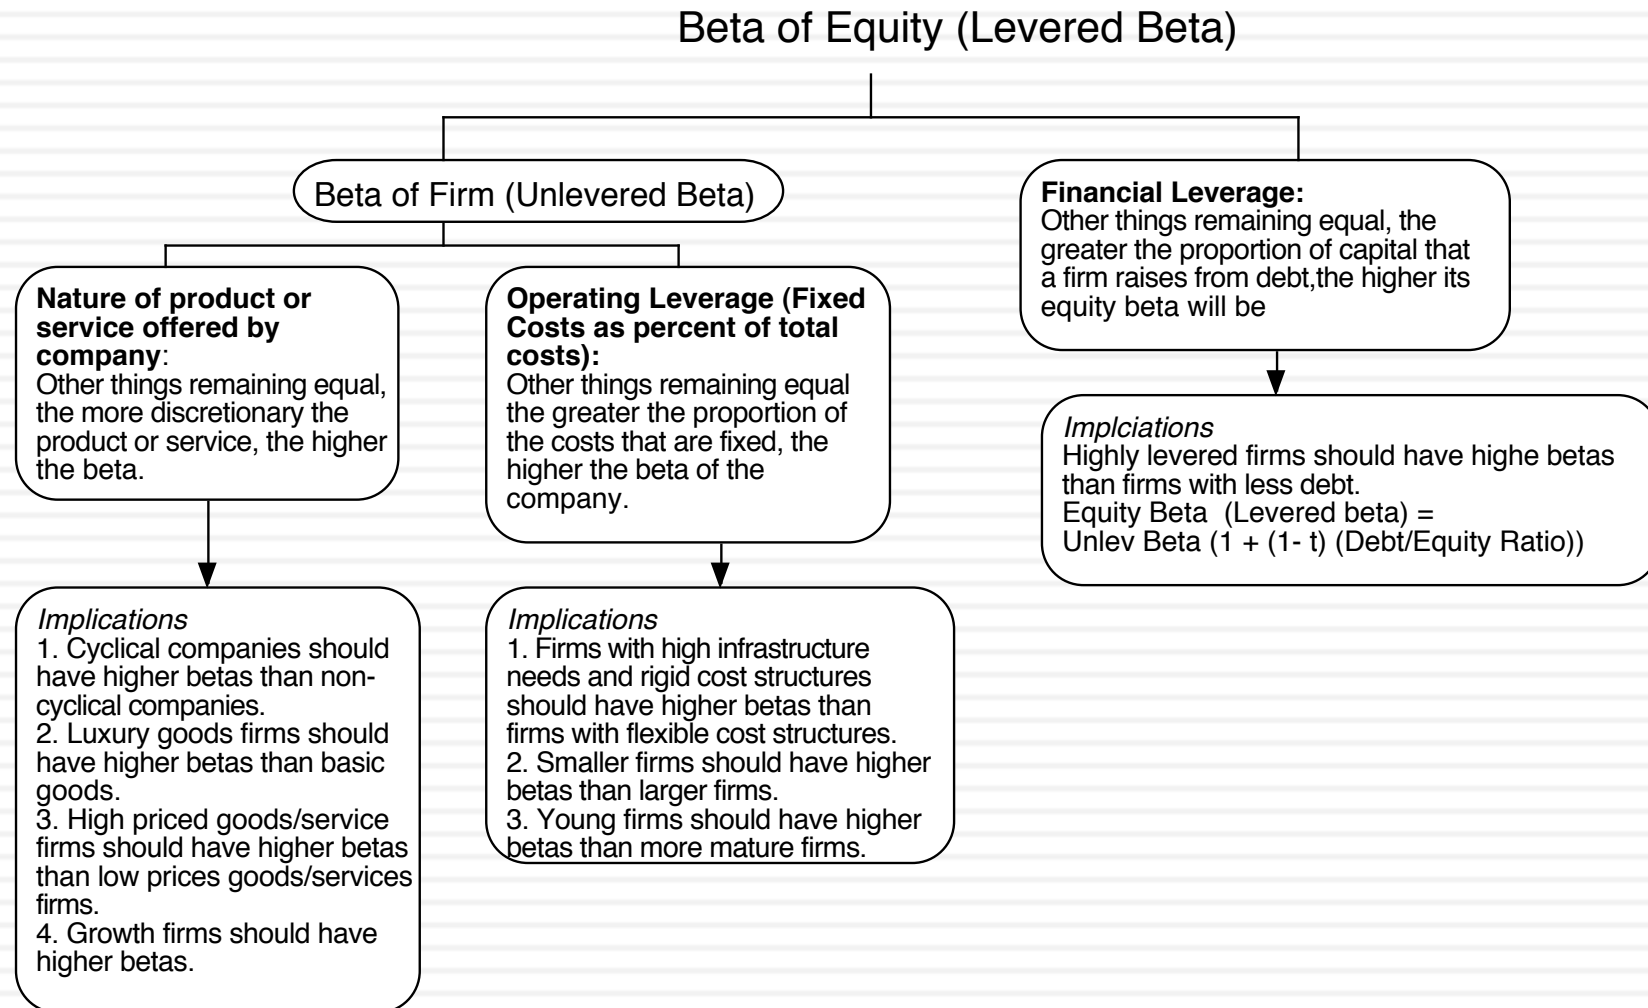 Beta of Equity (Levered Beta)
Beta of Firm (Unlevered Beta)
Nature of product or
service offered by
company:
Other things remaining equal,
the more discretionary the
product or service, the higher
the beta.
Operating Leverage (Fixed
Costs as percent of total
costs):
Other things remaining equal
the greater the proportion of
the costs that are fixed, the
higher the beta of the
company.
Financial Leverage:
Other things remaining equal, the
greater the proportion of capital that
a firm raises from debt,the higher its
equity beta will be
Implciations
Highly levered firms should have highe betas
than firms with less debt.
Equity Beta (Levered beta) =
Unlev Beta (1 + (1- t) (Debt/Equity Ratio))
Implications
1. Cyclical companies should
have higher betas than non-
cyclical companies.
2. Luxury goods firms should
have higher betas than basic
goods.
3. High priced goods/service
firms should have higher betas
than low prices goods/services
firms.
4. Growth firms should have
higher betas.
Implications
1. Firms with high infrastructure
needs and rigid cost structures
should have higher betas than
firms with flexible cost structures.
2. Smaller firms should have higher
betas than larger firms.
3. Young firms should have higher
betas than more mature firms.